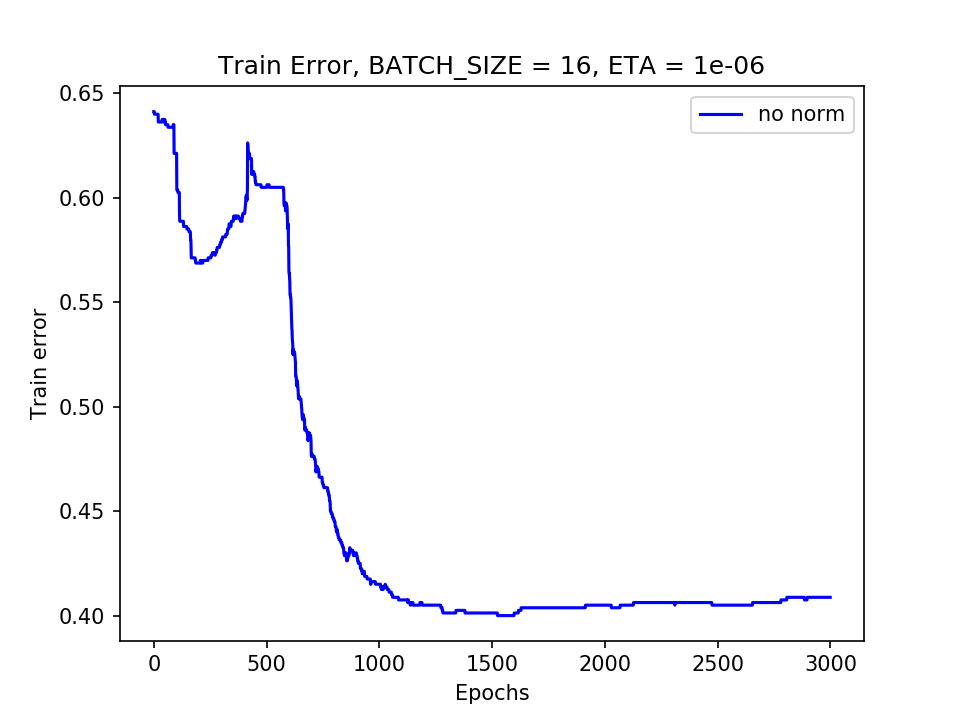 Train Error, BATCH_SIZE = 16, ETA = 1e-06
no norm
0.65
0.60
0.55
0.50
0.45
0.40
Train error
0 500 1000 1500 2000 2500 3000
Epochs